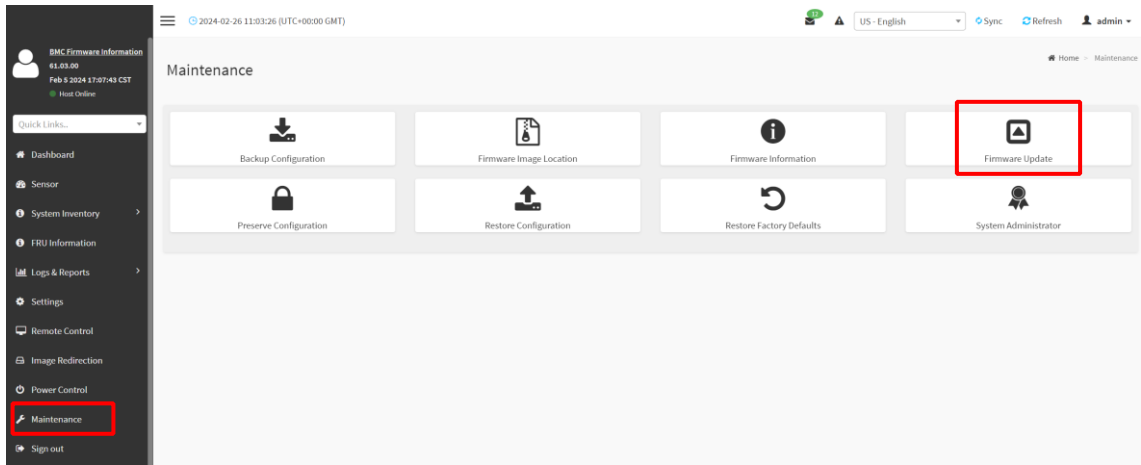 2024-02-26 11:03:26 (UTC+00:00 GMT)
12
US - English
Sync
Refresh
admin
BMC Firmware Information
61.03.00
Feb 5 2024 17:07:43 CST
Host Online
Quick Links..
Dashboard
Sensor
System Inventory
FRU Information
Logs & Reports
Settings
Remote Control
Image Redirection
Power Control
Maintenance
Sign out
Maintenance
Home - Maintenance
Backup Configuration
Firmware Image Location
Firmware Information
Firmware Update
Preserve Configuration
Restore Configuration
Restore Factory Defaults
System Administrator